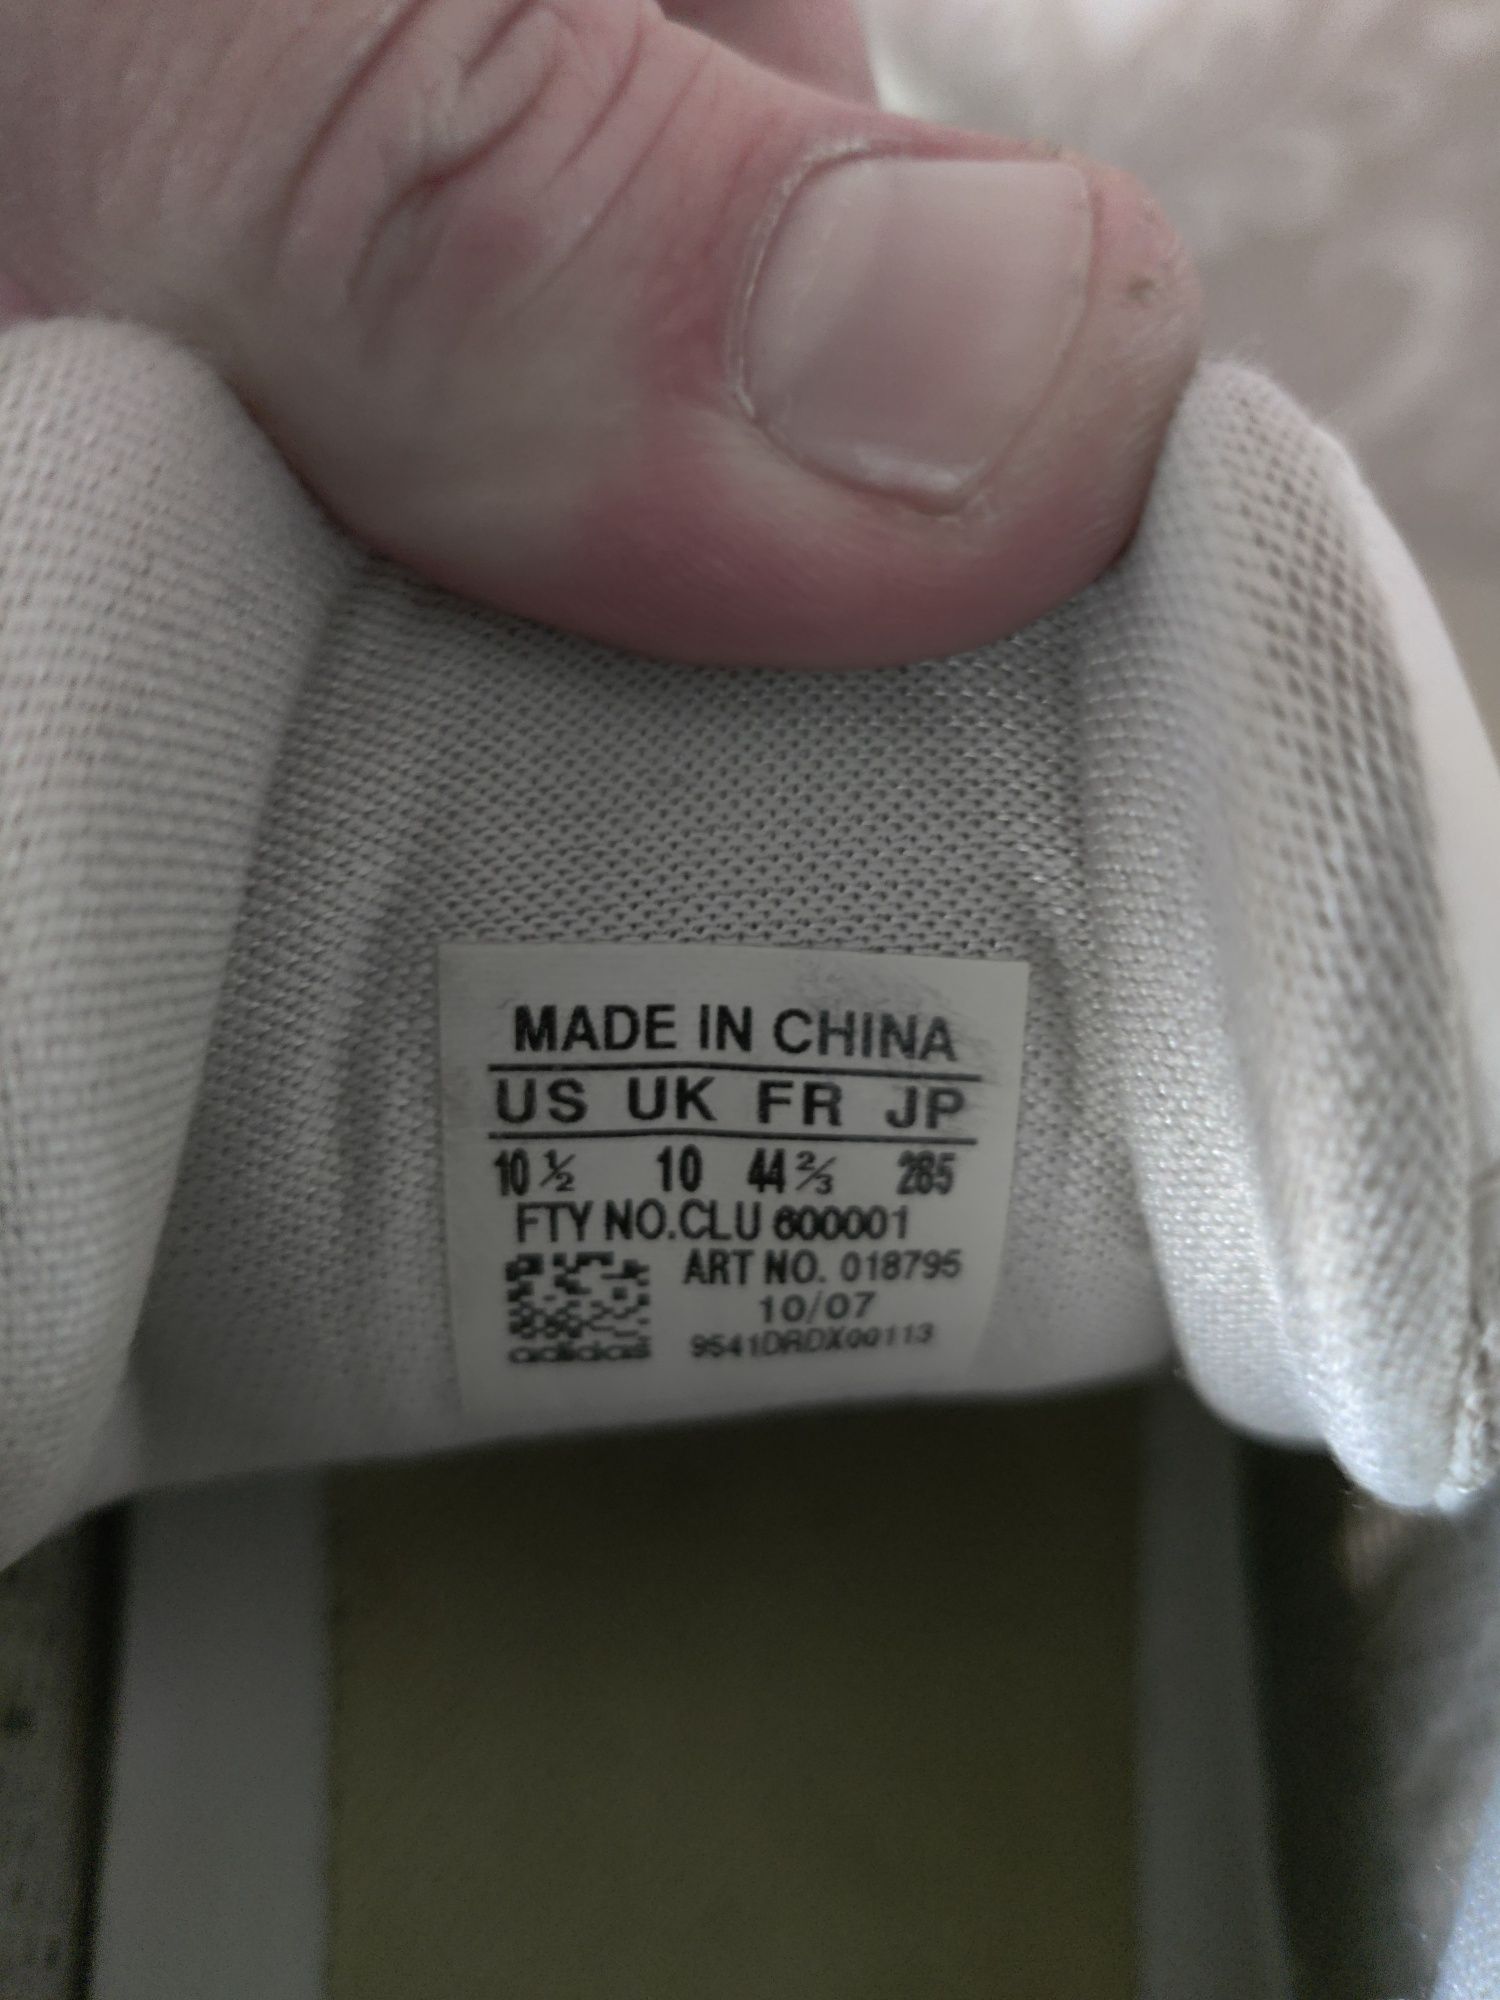 MADE IN CHINA
US UK FR JP
10 ½ 10 44 ⅔ 285
FTY NO.CLU 600001
ART NO. 018795
10/07
9541DRDX00113
adidas